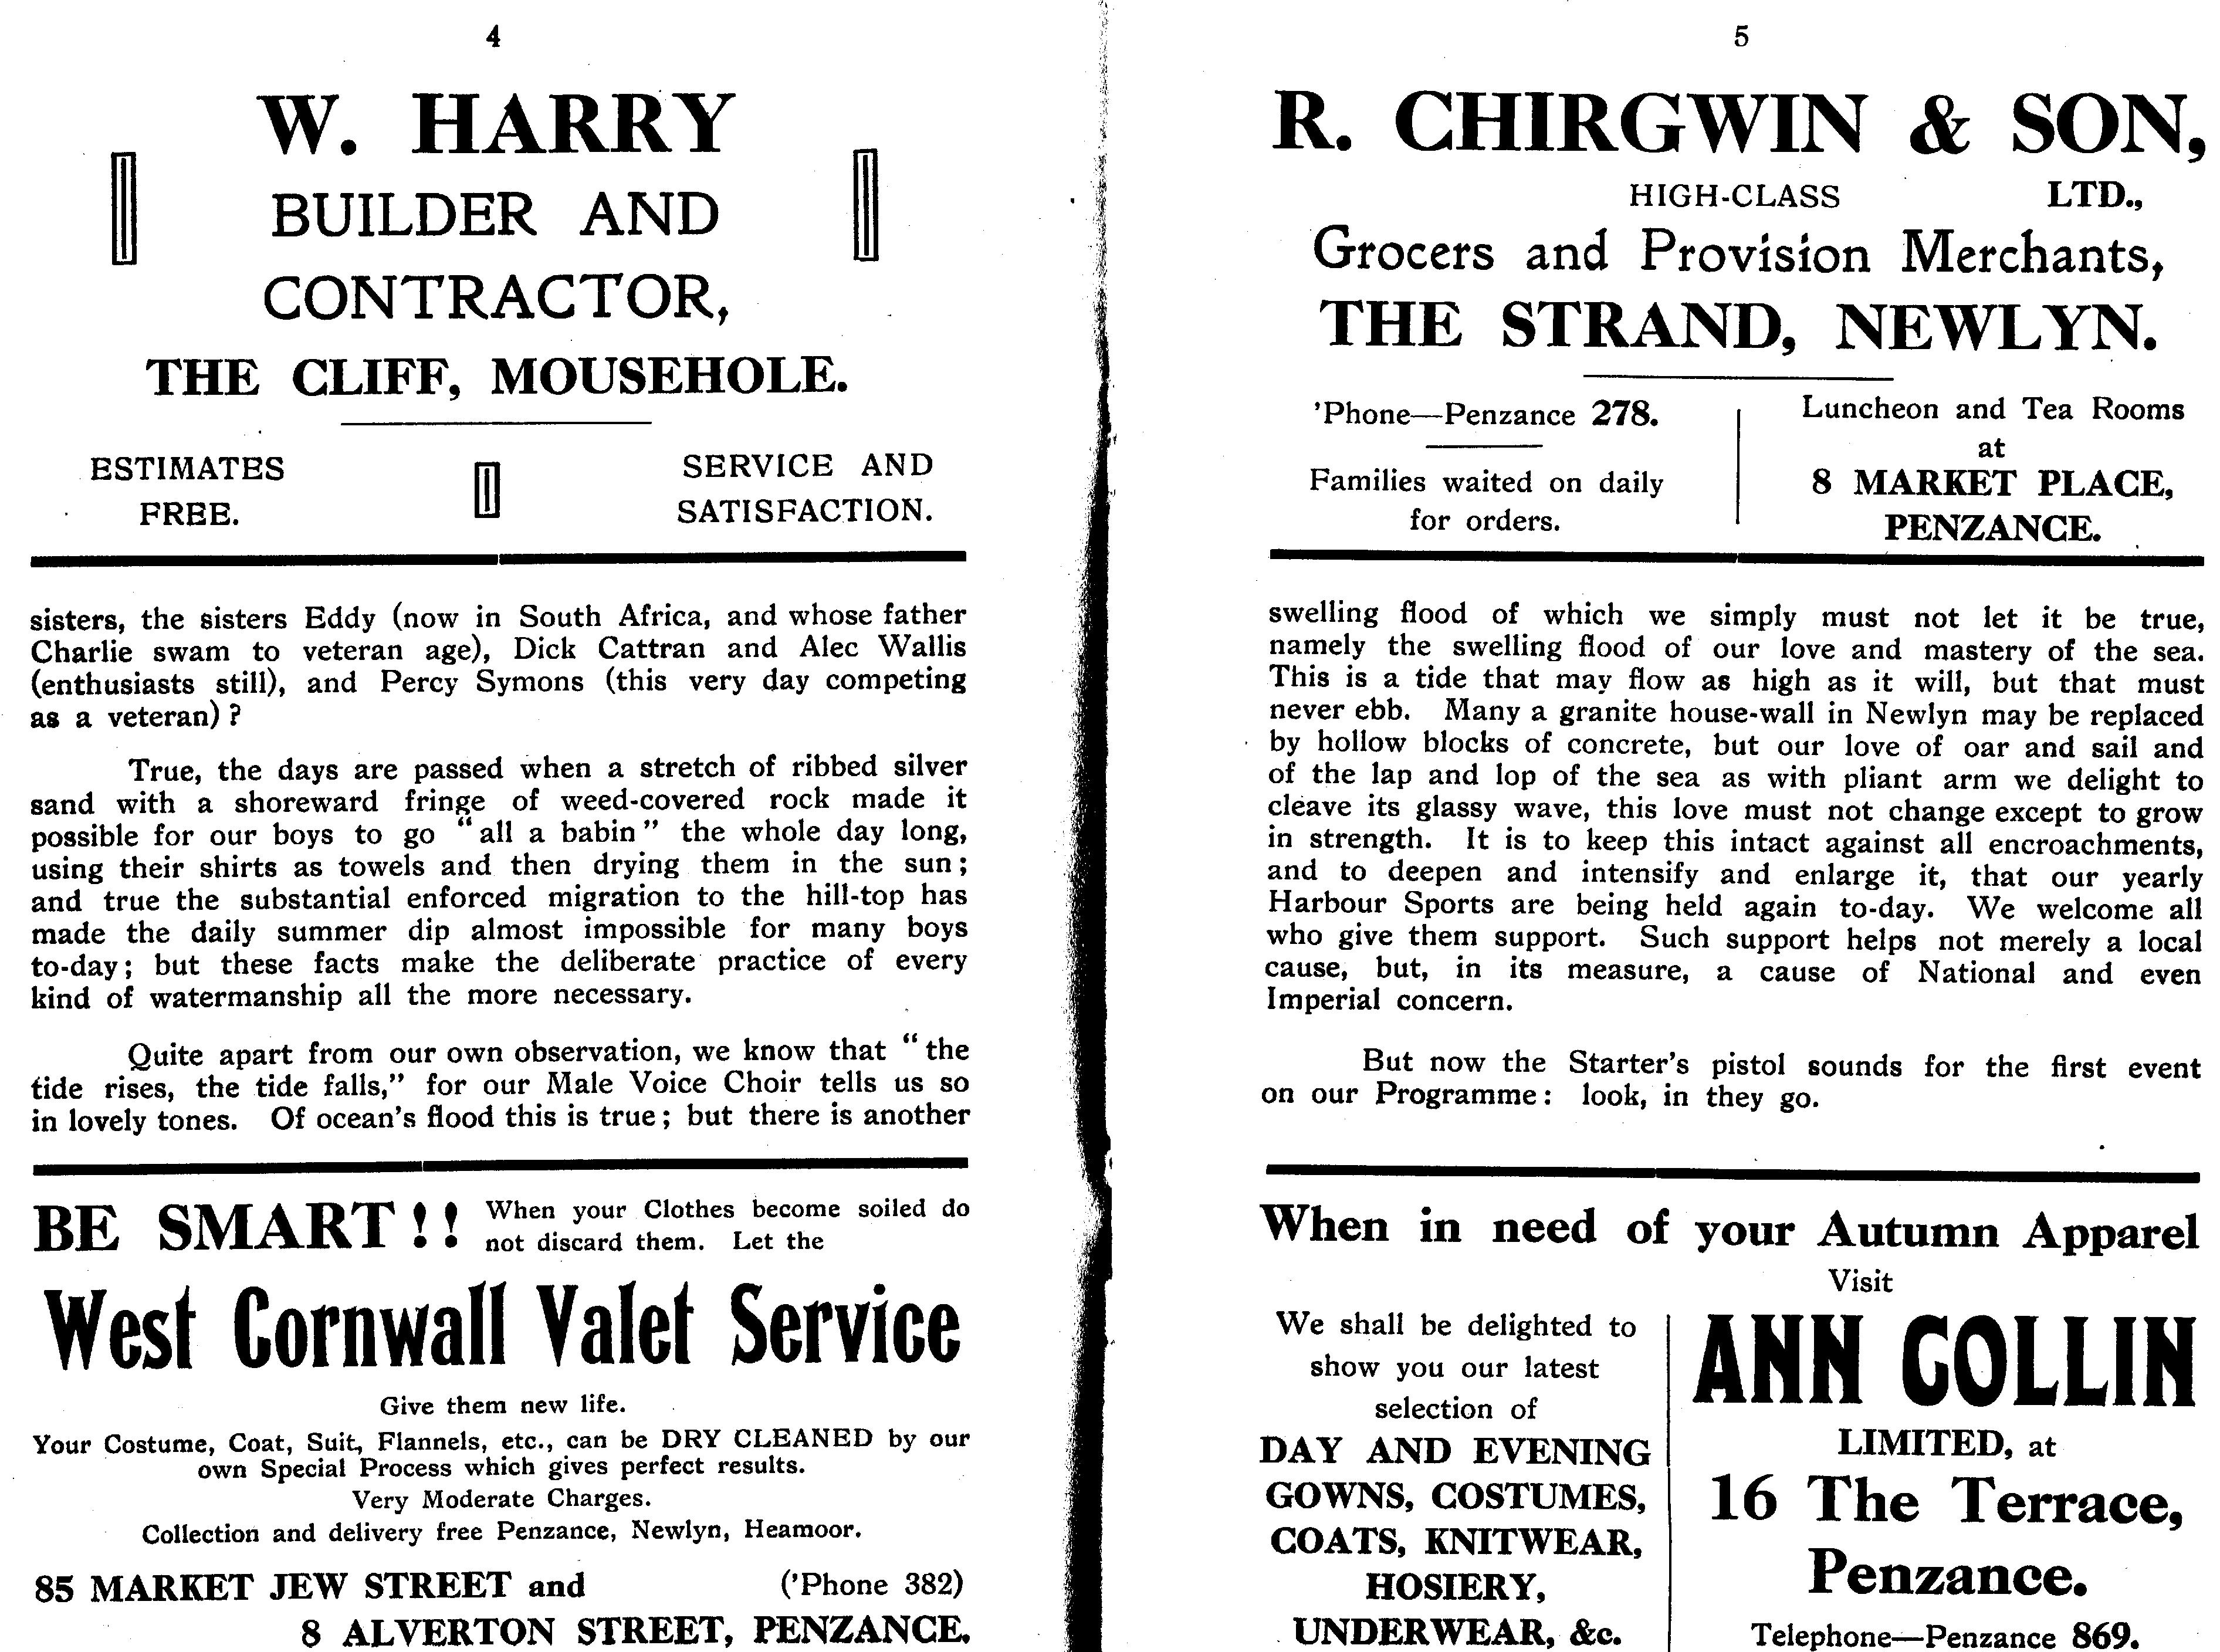 4
W. HARRY
BUILDER AND
CONTRACTOR,
THE CLIFF, MOUSEHOLE.
ESTIMATES
FREE.
SERVICE AND
SATISFACTION.
sisters, the sisters Eddy (now in South Africa, and whose father
Charlie swam to veteran age), Dick Cattran and Alec Wallis
(enthusiasts still), and Percy Symons (this very day competing
as a veteran)?
True, the days are passed when a stretch of ribbed silver
sand with a shoreward fringe of weed-covered rock made it
possible for our boys to go "all a babin" the whole day long,
using their shirts as towels and then drying them in the sun;
and true the substantial enforced migration to the hill-top has
made the daily summer dip almost impossible for many boys
to-day; but these facts make the deliberate practice of every
kind of watermanship all the more necessary.
Quite apart from our own observation, we know that "the
tide rises, the tide falls," for our Male Voice Choir tells us so
in lovely tones. Of ocean's flood this is true; but there is another
BE SMART!!
When your Clothes become soiled do
not discard them. Let the
West Cornwall Valet Service
Give them new life.
Your Costume, Coat, Suit, Flannels, etc., can be DRY CLEANED by our
own Special Process which gives perfect results.
Very Moderate Charges.
Collection and delivery free Penzance, Newlyn, Heamoor.
85 MARKET JEW STREET and ('Phone 382)
8 ALVERTON STREET, PENZANCE.
5
R. CHIRGWIN & SON,
HIGH-CLASS LTD.,
Grocers and Provision Merchants,
THE STRAND, NEWLYN.
'Phone—Penzance 278.
Families waited on daily
for orders.
Luncheon and Tea Rooms
at
8 MARKET PLACE,
PENZANCE.
swelling flood of which we simply must not let it be true,
namely the swelling flood of our love and mastery of the sea.
This is a tide that may flow as high as it will, but that must
never ebb. Many a granite house-wall in Newlyn may be replaced
by hollow blocks of concrete, but our love of oar and sail and
of the lap and lop of the sea as with pliant arm we delight to
cleave its glassy wave, this love must not change except to grow
in strength. It is to keep this intact against all encroachments,
and to deepen and intensify and enlarge it, that our yearly
Harbour Sports are being held again to-day. We welcome all
who give them support. Such support helps not merely a local
cause, but, in its measure, a cause of National and even
Imperial concern.
But now the Starter's pistol sounds for the first event
on our Programme: look, in they go.
When in need of your Autumn Apparel
Visit
We shall be delighted to
show you our latest
selection of
DAY AND EVENING
GOWNS, COSTUMES,
COATS, KNITWEAR,
HOSIERY,
UNDERWEAR, &c.
ANN GOLLIN
LIMITED, at
16 The Terrace,
Penzance.
Telephone—Penzance 869.